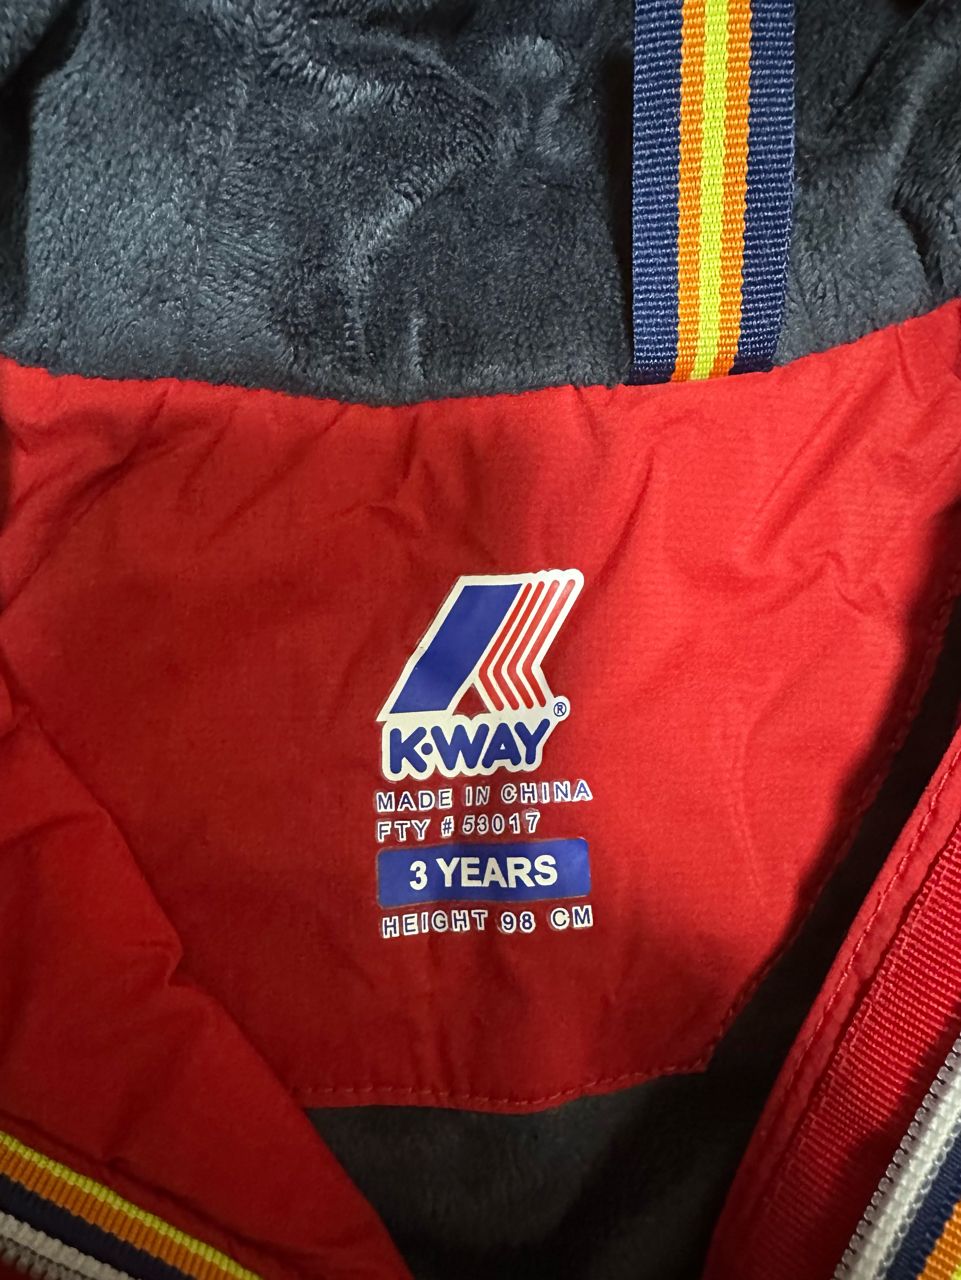 K·WAY®
MADE IN CHINA
FTY # 53017
3 YEARS
HEIGHT 98 CM